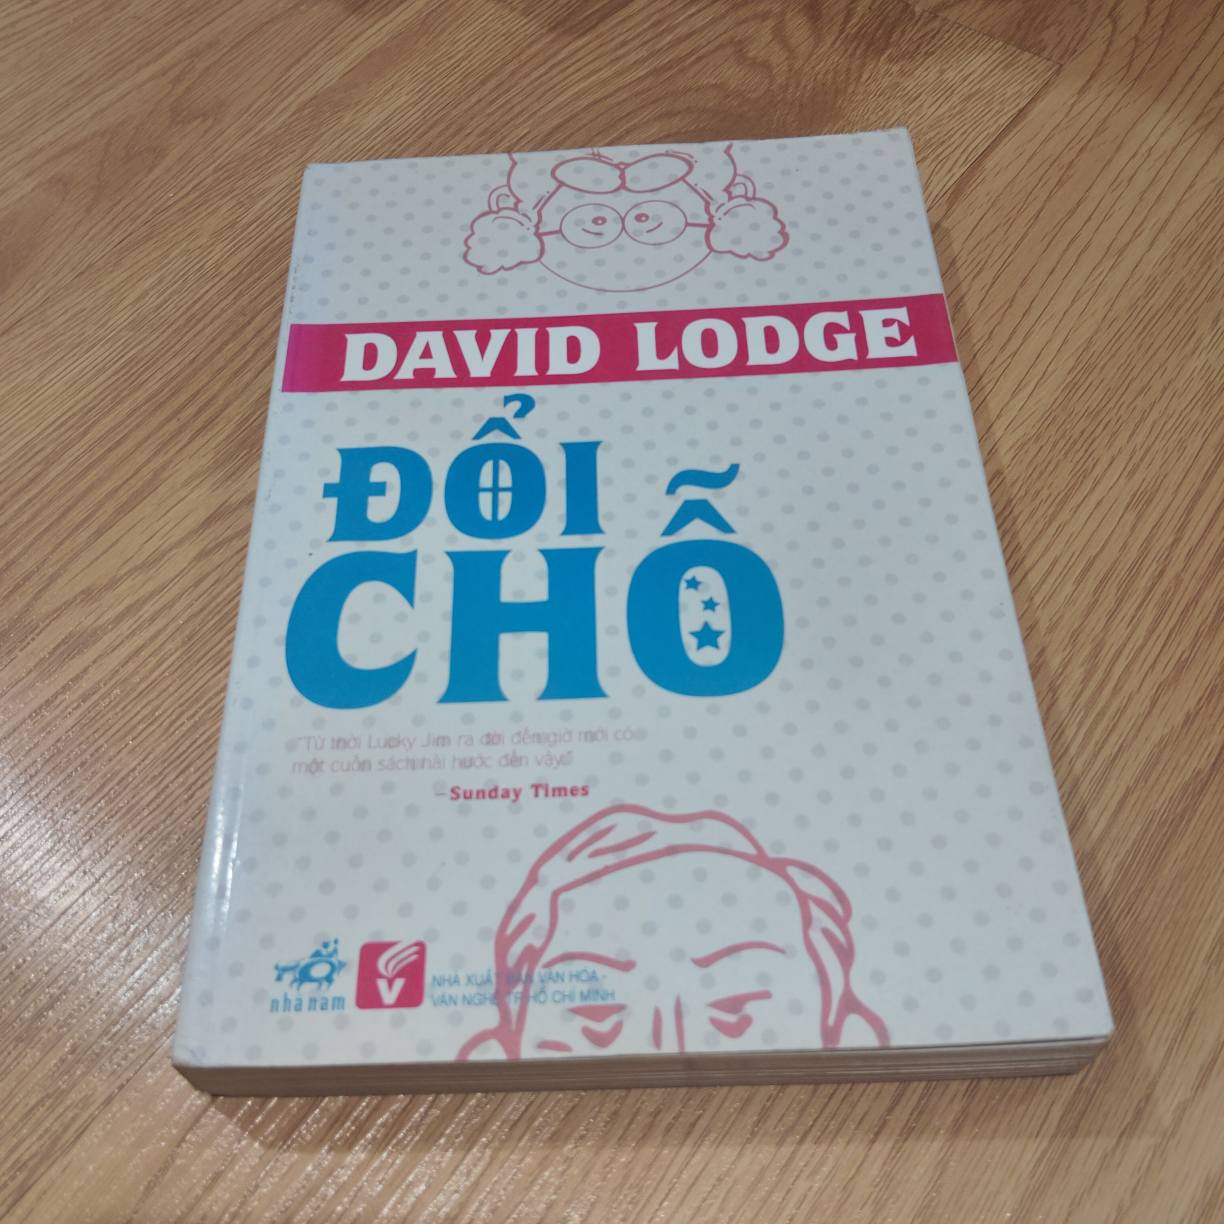 DAVID LODGE
ĐỔI
CHỖ
"Từ thời Lucky Jim ra đời đến giờ mới có
một cuốn sách hài hước đến vậy"
–Sunday Times
nhã nam
V
NHÀ XUẤT BẢN VĂN HÓA -
VĂN NGHỆ TP HỒ CHÍ MINH